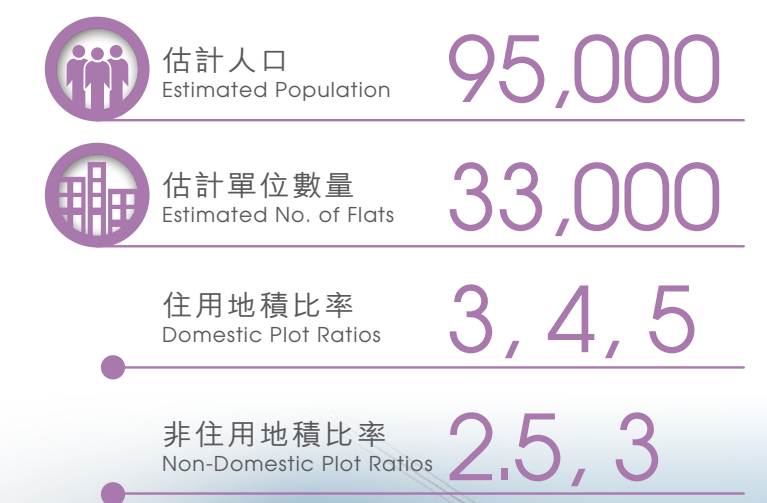 估計人口
Estimated Population
95,000
估計單位數量
Estimated No. of Flats
33,000
住用地積比率
Domestic Plot Ratios
3, 4, 5
非住用地積比率
Non-Domestic Plot Ratios
2.5, 3